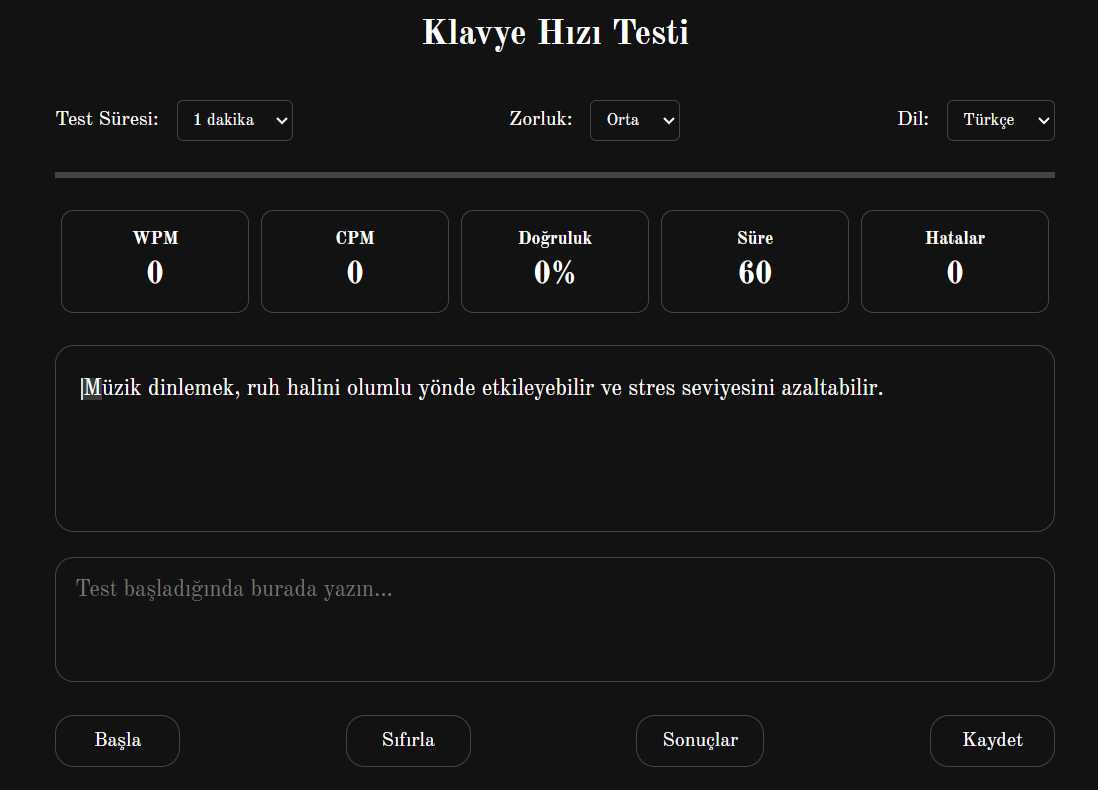 Klavye Hızı Testi
Test Süresi: 1 dakika Zorluk: Orta Dil: Türkçe
WPM CPM Doğruluk Süre Hatalar
0 0 0% 60 0
Müzik dinlemek, ruh halini olumlu yönde etkileyebilir ve stres seviyesini azaltabilir.
Test başladığında burada yazın...
Başla Sıfırla Sonuçlar Kaydet